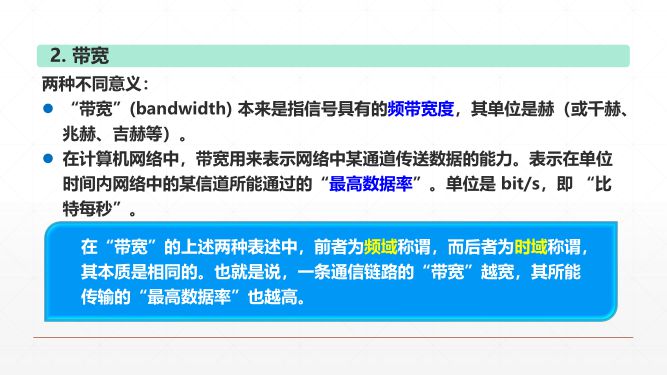 2. 带宽
两种不同意义：
● “带宽”(bandwidth) 本来是指信号具有的频带宽度，其单位是赫（或千赫、
兆赫、吉赫等）。
● 在计算机网络中，带宽用来表示网络中某通道传送数据的能力。表示在单位
时间内网络中的某信道所能通过的“最高数据率”。单位是 bit/s，即 “比
特每秒”。
在“带宽”的上述两种表述中，前者为频域称谓，而后者为时域称谓，
其本质是相同的。也就是说，一条通信链路的“带宽”越宽，其所能
传输的“最高数据率”也越高。